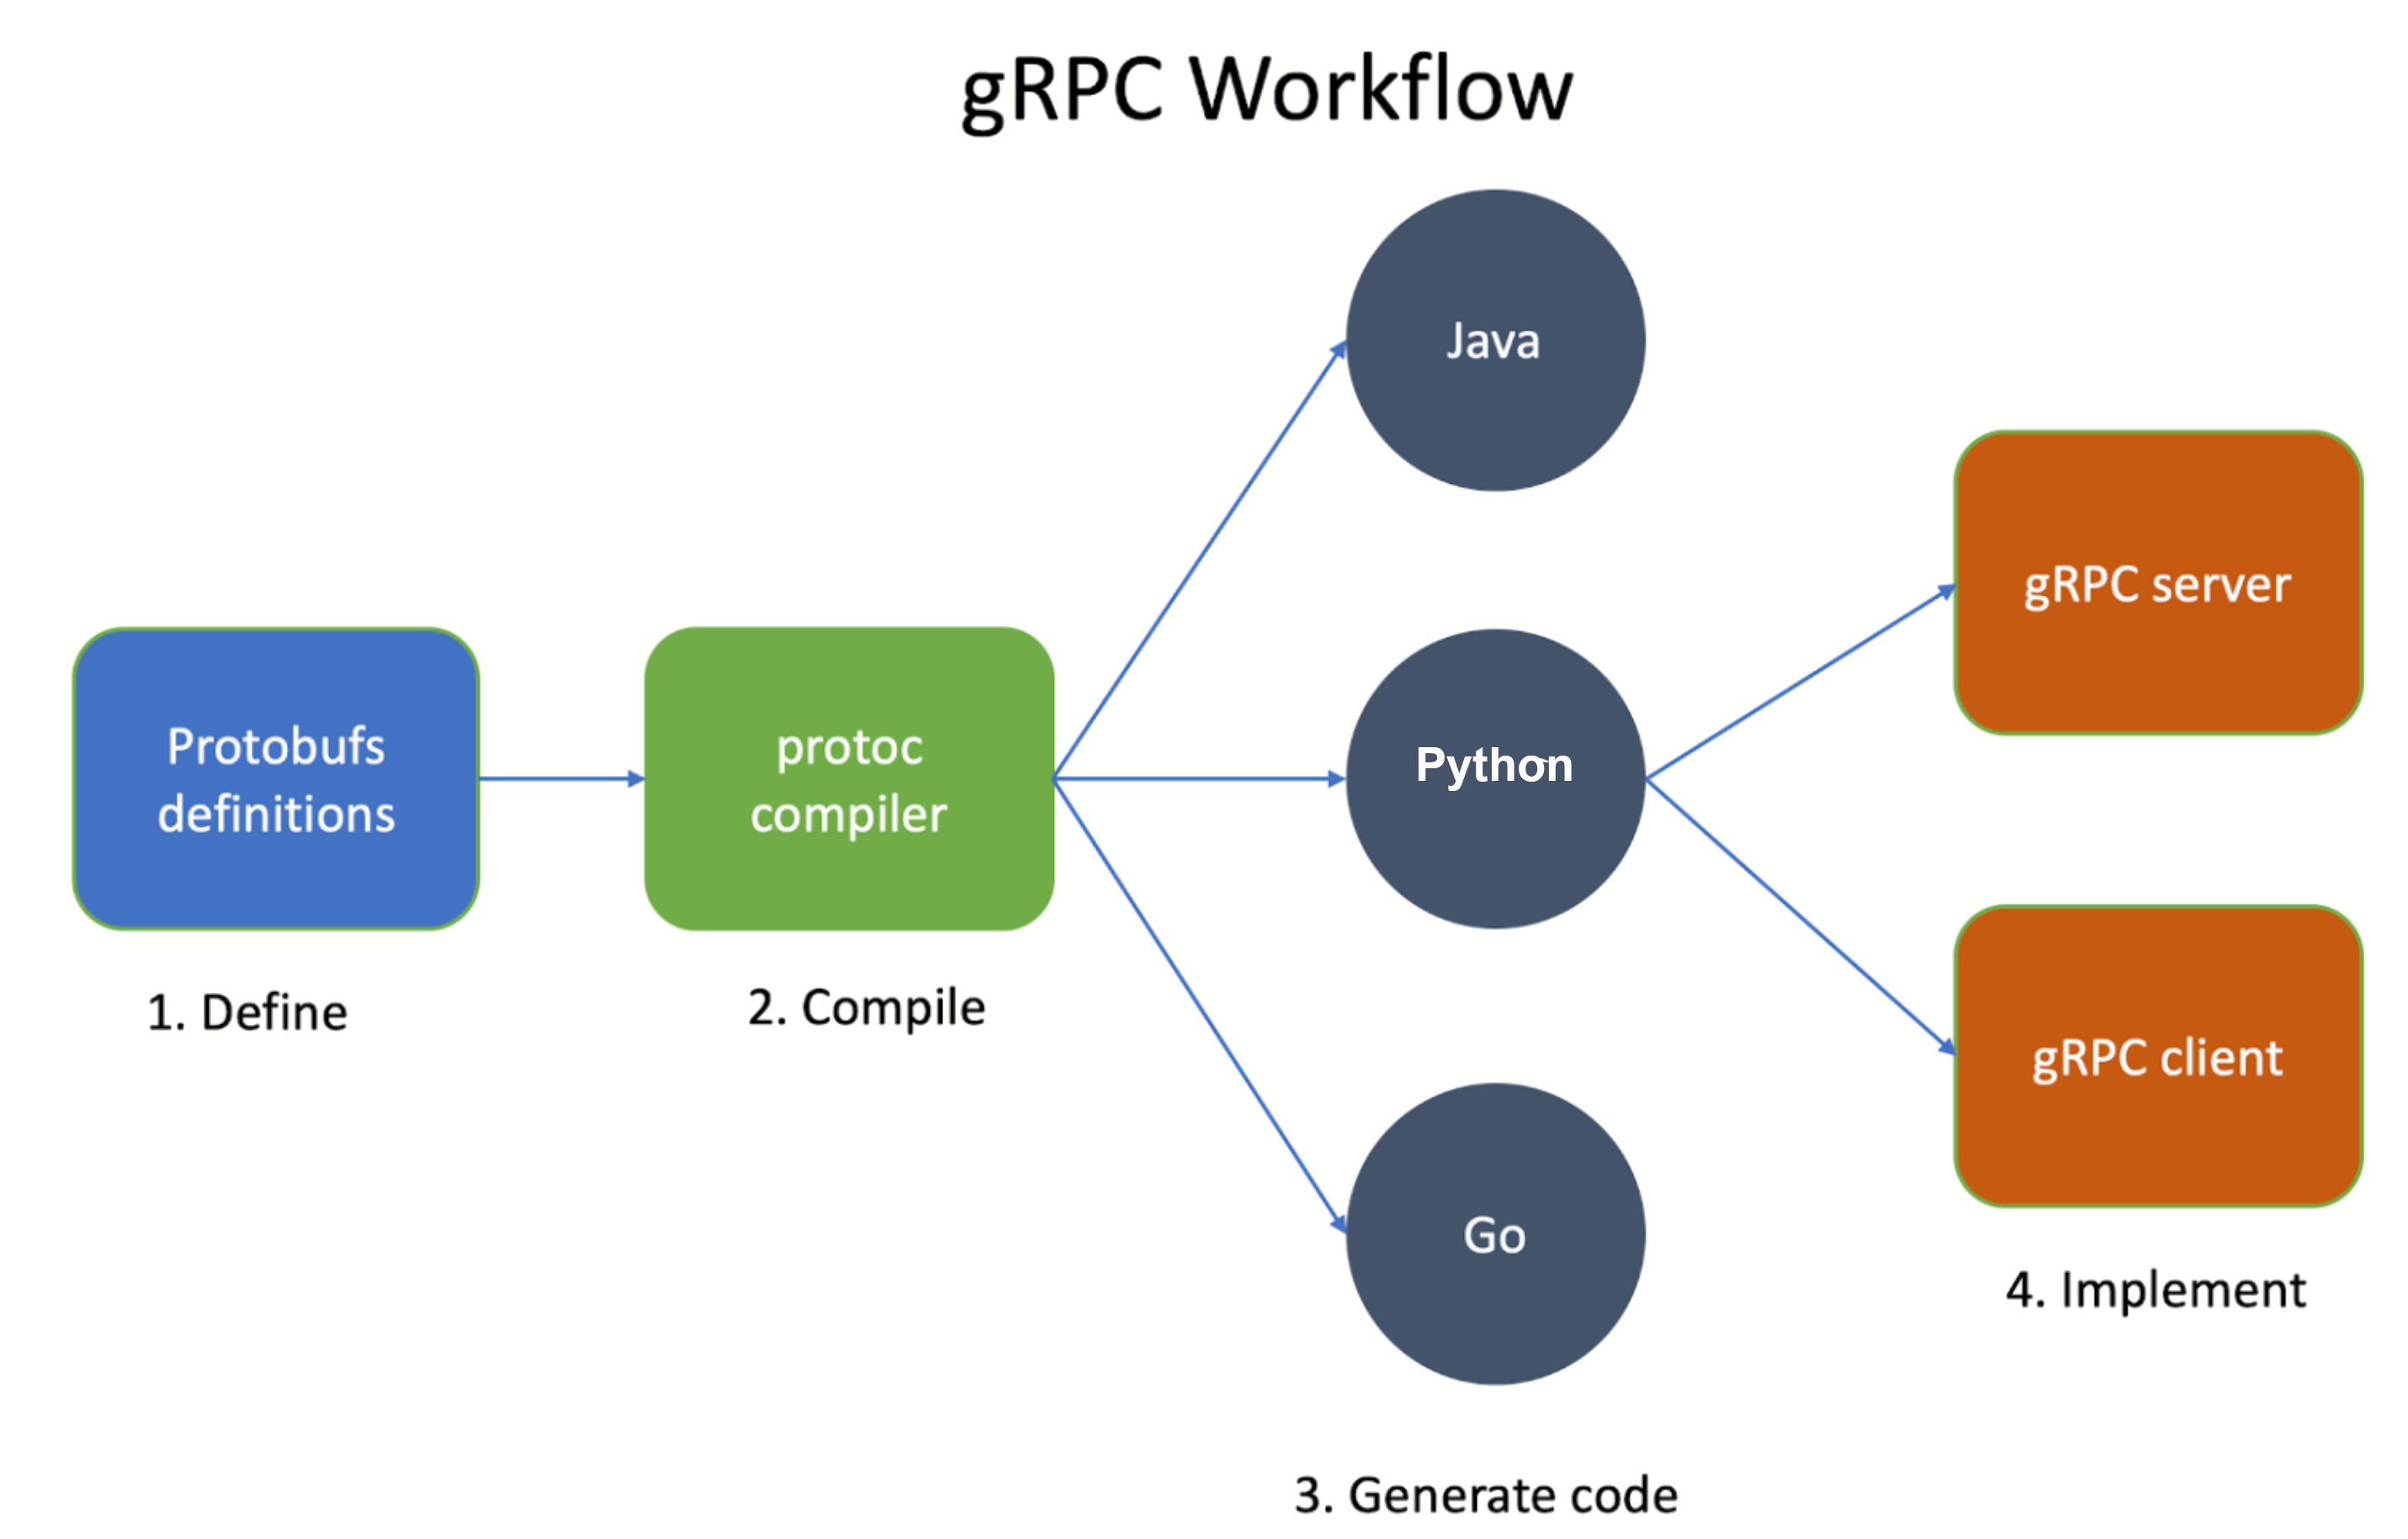 gRPC Workflow
Java
gRPC server
Protobufs
definitions
protoc
compiler
Python
1. Define
2. Compile
gRPC client
Go
4. Implement
3. Generate code